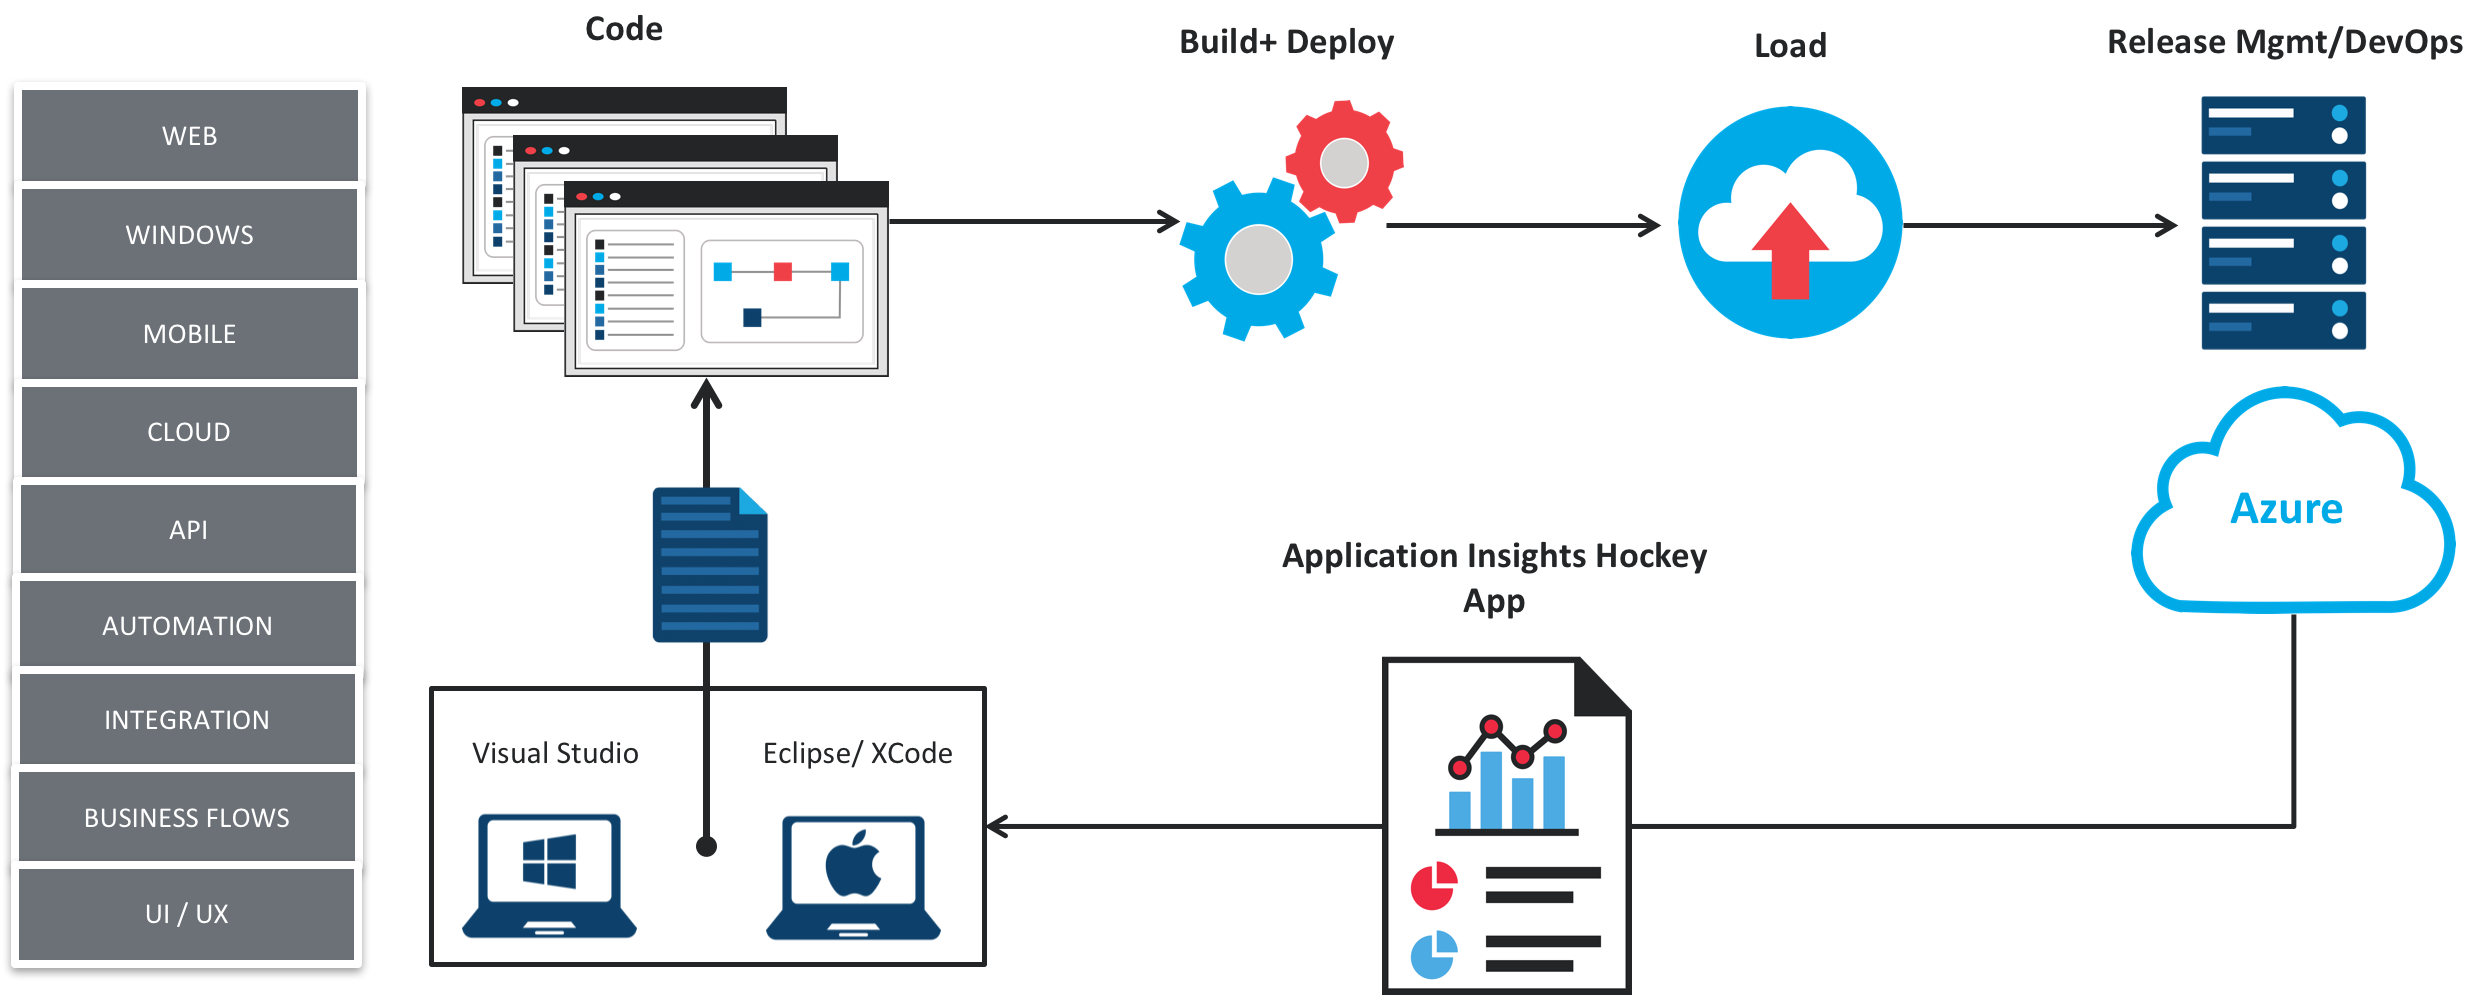 Code
Build+ Deploy
Load
Release Mgmt/DevOps
WEB
WINDOWS
MOBILE
CLOUD
API
AUTOMATION
INTEGRATION
BUSINESS FLOWS
UI / UX
Azure
Application Insights Hockey
App
Visual Studio
Eclipse/ XCode